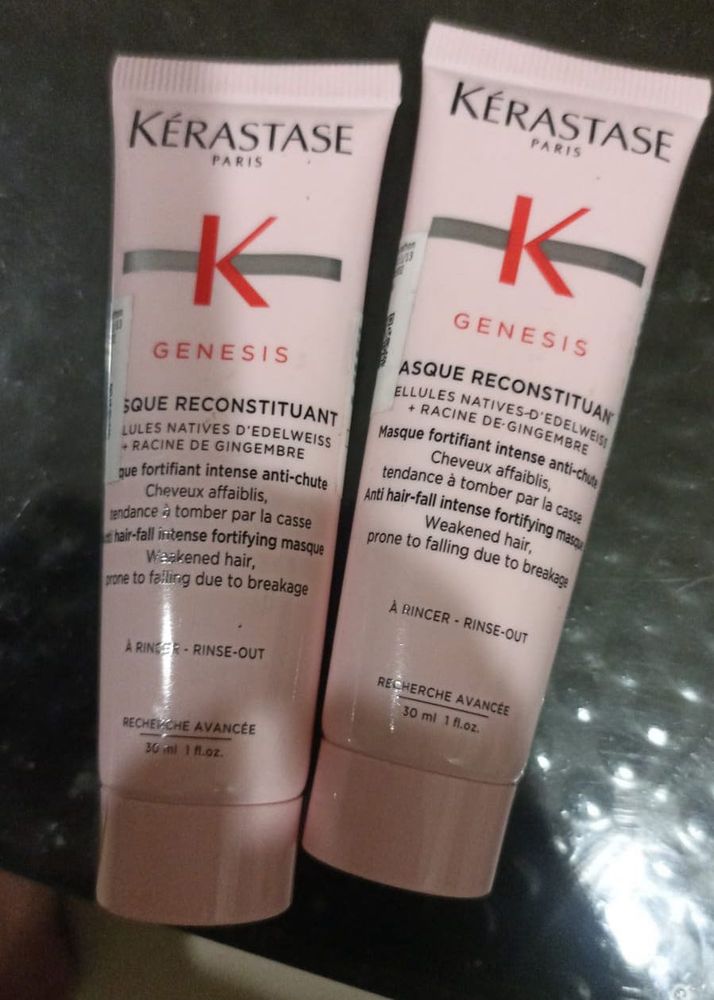 KÉRASTASE
PARIS
K
GENESIS
SQUE RECONSTITUANT
LLULES NATIVES D'EDELWEISS
+ RACINE DE GINGEMBRE
que fortifiant intense anti-chute
Cheveux affaiblis,
tendance à tomber par la casse
hair-fall intense fortifying masque
Weakened hair,
prone to falling due to breakage
À RINCER - RINSE-OUT
RECHERCHE AVANCÉE
30 ml 1 fl.oz.
KÉRASTASE
PARIS
K
GENESIS
ASQUE RECONSTITUAN
ELLULES NATIVES-D'EDELWEISS
+ RACINE DE GINGEMBRE
Masque fortifiant intense anti-chute
Cheveux affaiblis,
tendance à tomber par la casse
Anti hair-fall intense fortifying masque
Weakened hair,
prone to falling due to breakage
À RINCER - RINSE-OUT
RECHERCHE AVANCÉE
30 ml 1 fl.oz.